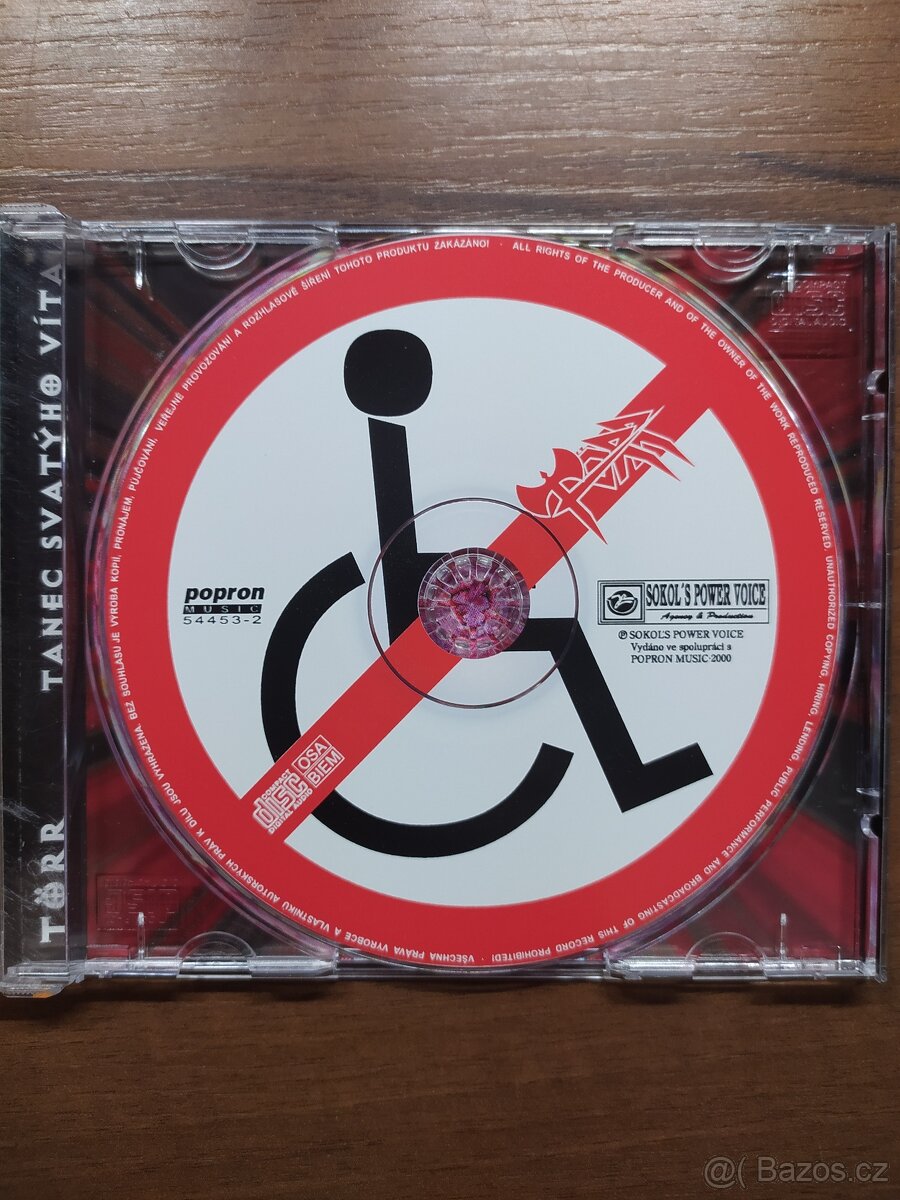 TÖRR TANEC SVATÝHO VÍTA
VŠECHNA PRÁVA VÝROBCE A VLASTNÍKU AUTORSKÝCH PRÁV K DÍLU JSOU VYHRAZENA. BEZ SOUHLASU JE VÝROBA KOPIÍ, PRONÁJEM, PŮJČOVÁNÍ, VEŘEJNÉ PROVOZOVÁNÍ A ROZHLASOVÉ ŠÍŘENÍ TOHOTO PRODUKTU ZAKÁZÁNO! · ALL RIGHTS OF THE PRODUCER AND OF THE OWNER OF THE WORK REPRODUCED RESERVED. UNAUTHORIZED COPYING, HIRING, LENDING, PUBLIC PERFORMANCE AND BROADCASTING OF THIS RECORD PROHIBITED! ·
popron
MUSIC
54453-2
SOKOL'S POWER VOICE
Agency & Production
℗ SOKOL'S POWER VOICE
Vydáno ve spolupráci s
POPRON MUSIC 2000
COMPACT
disc
DIGITAL AUDIO
OSA
BIEM
@( Bazos.cz